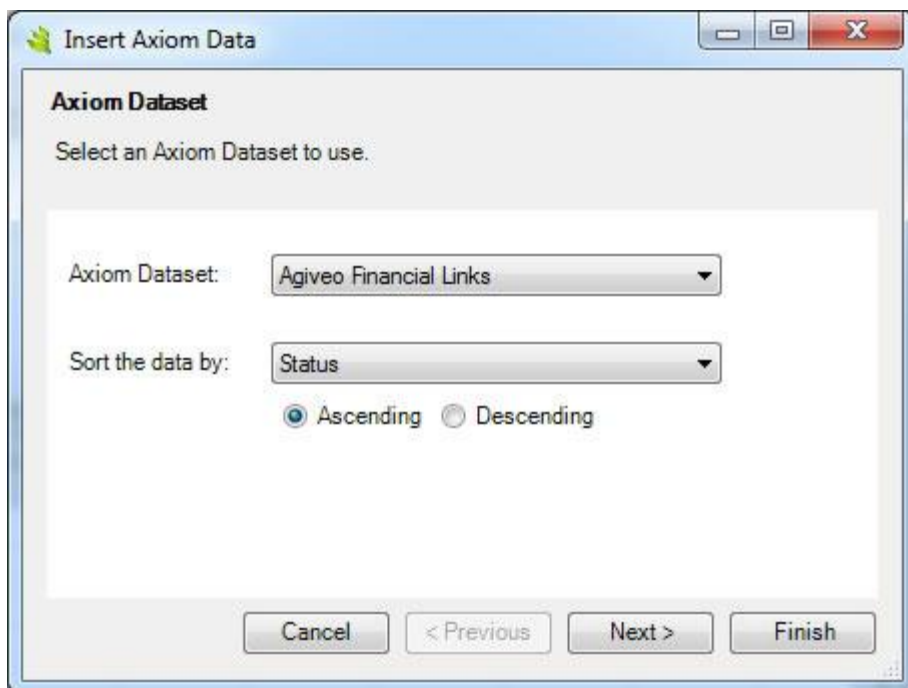 Insert Axiom Data
Axiom Dataset
Select an Axiom Dataset to use.
Axiom Dataset: Agiveo Financial Links
Sort the data by: Status
Ascending Descending
Cancel < Previous Next > Finish